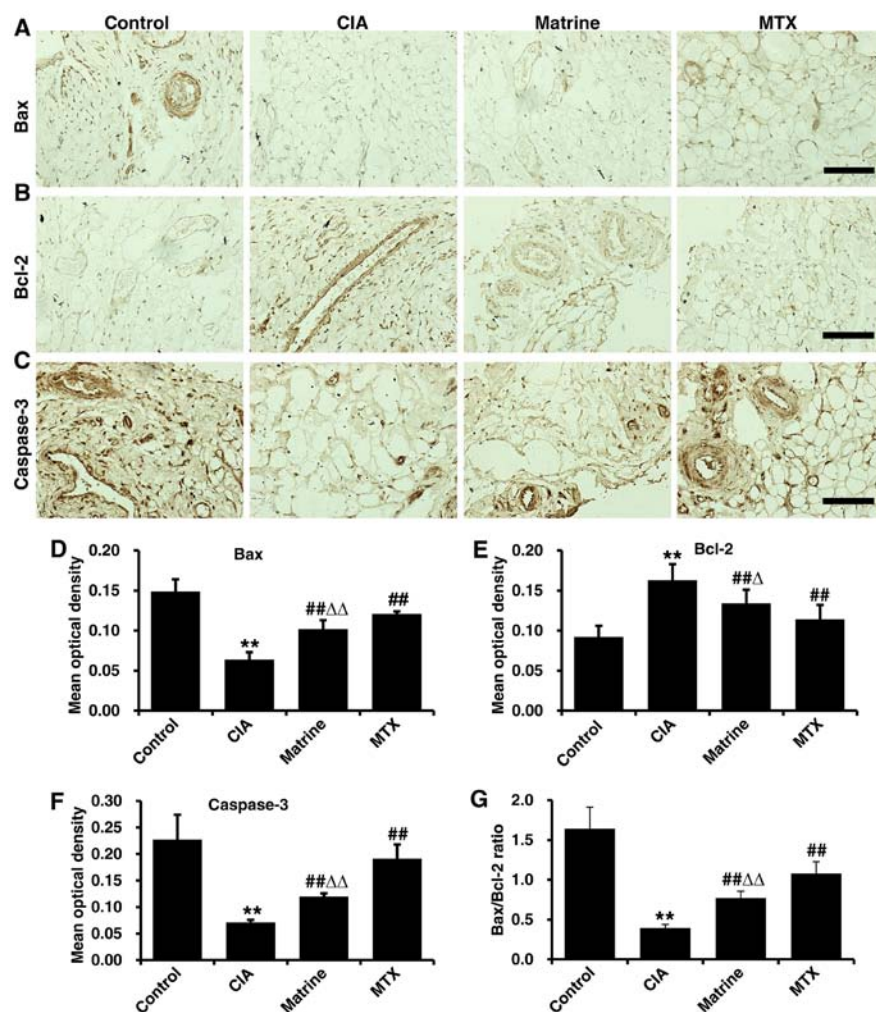 A Control CIA Matrine MTX
Bax
B
Bcl-2
C
Caspase-3
D Bax
Mean optical density
0.20
0.15
0.10
0.05
0.00
**
##ΔΔ
##
Control CIA Matrine MTX
E Bcl-2
Mean optical density
0.20
0.15
0.10
0.05
0.00
**
##Δ
##
Control CIA Matrine MTX
F Caspase-3
Mean optical density
0.30
0.25
0.20
0.15
0.10
0.05
0.00
**
##ΔΔ
##
Control CIA Matrine MTX
G
Bax/Bcl-2 ratio
2.0
1.5
1.0
0.5
0.0
**
##ΔΔ
##
Control CIA Matrine MTX